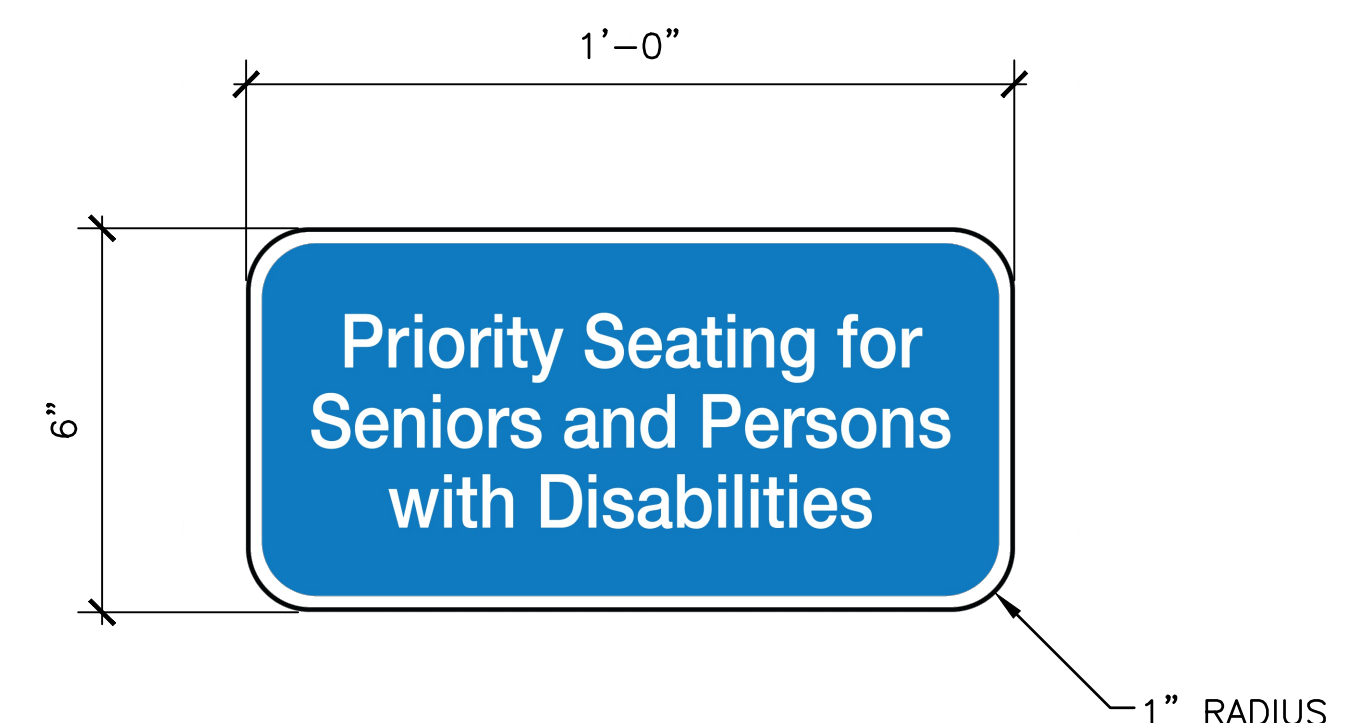 1’-0”
6”
Priority Seating for
Seniors and Persons
with Disabilities
1” RADIUS